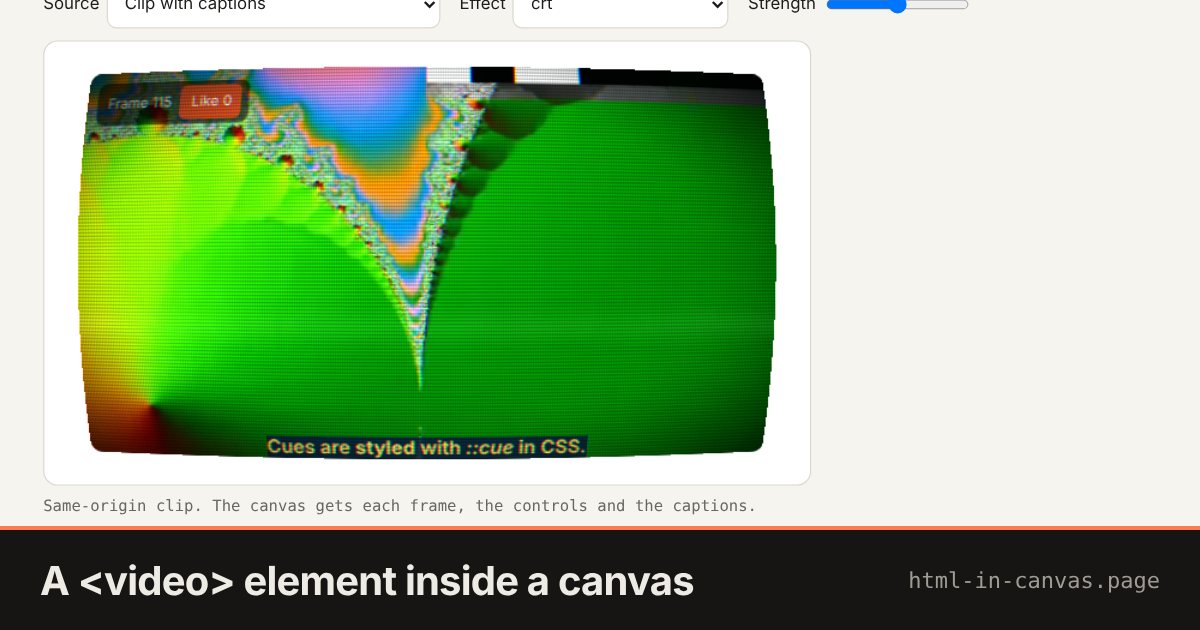 Source Clip with captions Effect crt Strength
Frame 115 Like 0
Cues are styled with ::cue in CSS.
Same-origin clip. The canvas gets each frame, the controls and the captions.
A <video> element inside a canvas
html-in-canvas.page